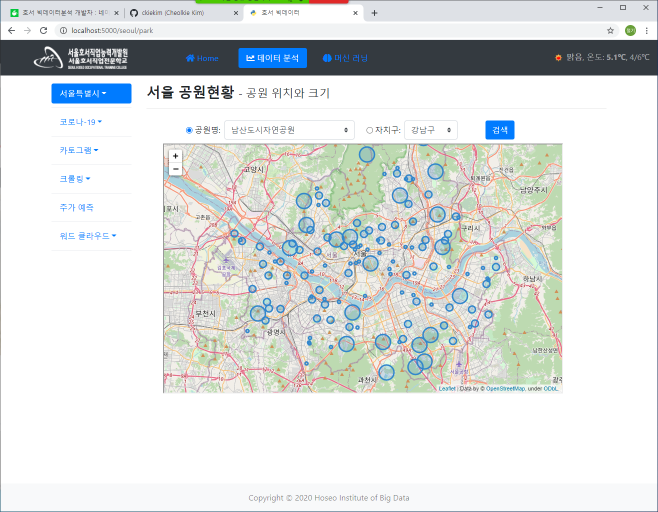 호서 빅데이터분석 개발자 : 네이
ckiekim (Cheolkie Kim)
호서 빅데이터
localhost:5000/seoul/park
서울호서직업능력개발원
서울호서직업전문학교
Home
데이터 분석
머신 러닝
맑음, 온도: 5.1℃, 4/6℃
서울특별시
코로나-19
카토그램
크롤링
주가 예측
워드 클라우드
서울 공원현황 - 공원 위치와 크기
공원명: 남산도시자연공원 자치구: 강남구 검색
+
−
고양시
남양주시
구리시
서울
하남시
부천시
광명시
과천시
Leaflet | Data by © OpenStreetMap, under ODbL.
Copyright © 2020 Hoseo Institute of Big Data